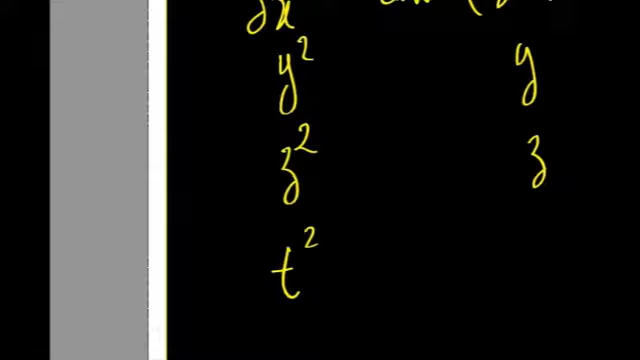 ∂x
y² y
z² z
t²